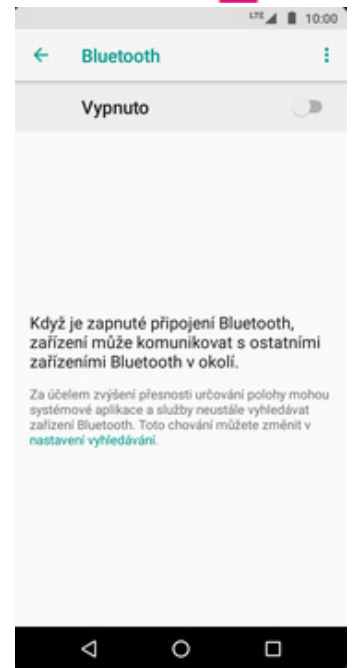 LTE 10:00
Bluetooth
Vypnuto
Když je zapnuté připojení Bluetooth,
zařízení může komunikovat s ostatními
zařízeními Bluetooth v okolí.
Za účelem zvýšení přesnosti určování polohy mohou
systémové aplikace a služby neustále vyhledávat
zařízení Bluetooth. Toto chování můžete změnit v
nastavení vyhledávání.